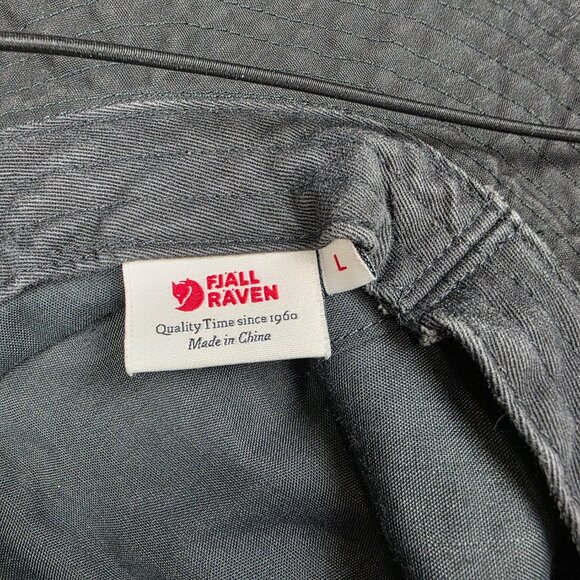 FJÄLL
RÄVEN
Quality Time since 1960
Made in China
L